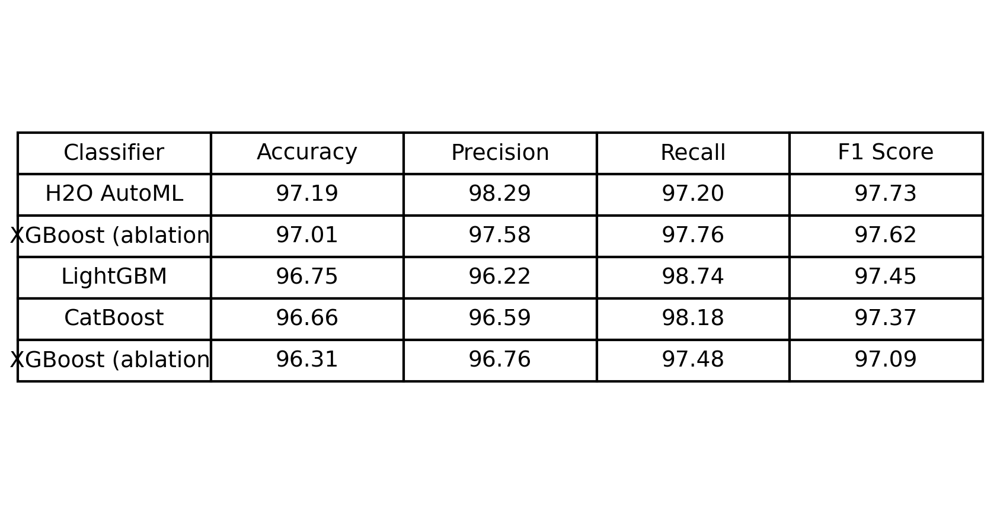 Classifier Accuracy Precision Recall F1 Score
H2O AutoML 97.19 98.29 97.20 97.73
XGBoost (ablation 97.01 97.58 97.76 97.62
LightGBM 96.75 96.22 98.74 97.45
CatBoost 96.66 96.59 98.18 97.37
XGBoost (ablation 96.31 96.76 97.48 97.09